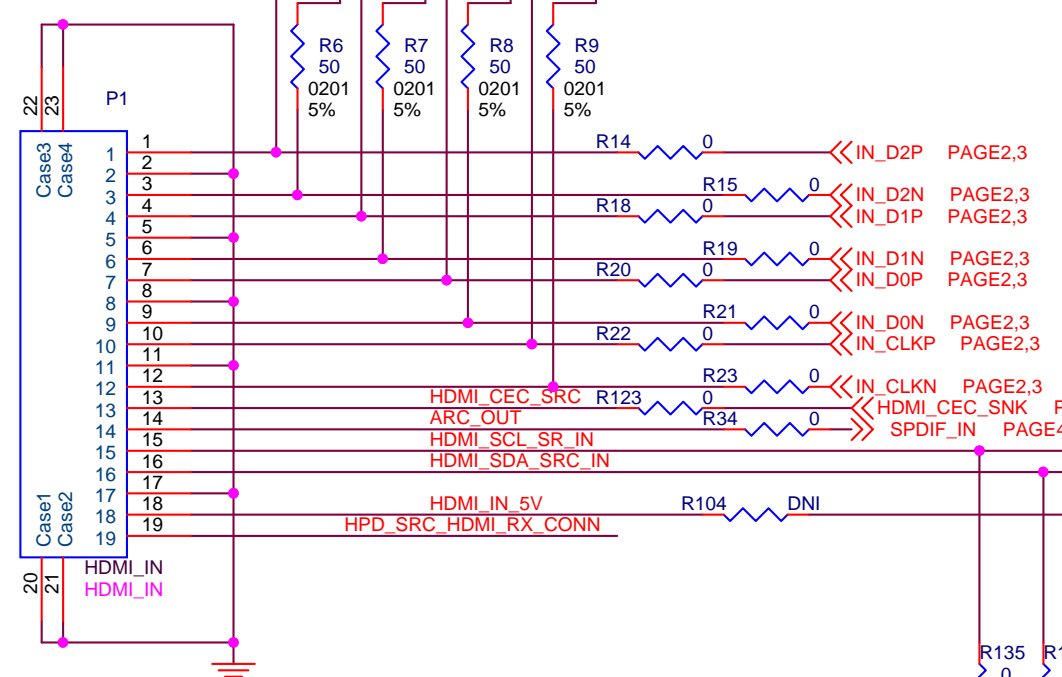 R6 R7 R8 R9
50 50 50 50
0201 0201 0201 0201
5% 5% 5% 5%
22 23 P1
Case3 Case4
1 1 R14 0 IN_D2P PAGE2,3
2 2
3 3 R15 0 IN_D2N PAGE2,3
4 4 R18 0 IN_D1P PAGE2,3
5 5
6 6 R19 0 IN_D1N PAGE2,3
7 7 R20 0 IN_D0P PAGE2,3
8 8
9 9 R21 0 IN_D0N PAGE2,3
10 10 R22 0 IN_CLKP PAGE2,3
11 11
12 12 R23 0 IN_CLKN PAGE2,3
13 13 HDMI_CEC_SRC R123 0 HDMI_CEC_SNK
14 14 ARC_OUT R34 0 SPDIF_IN PAGE4
15 15 HDMI_SCL_SR_IN
16 16 HDMI_SDA_SRC_IN
17 17
18 18 HDMI_IN_5V R104 DNI
19 19 HPD_SRC_HDMI_RX_CONN
Case1 Case2
20 21
HDMI_IN
HDMI_IN
R135
0